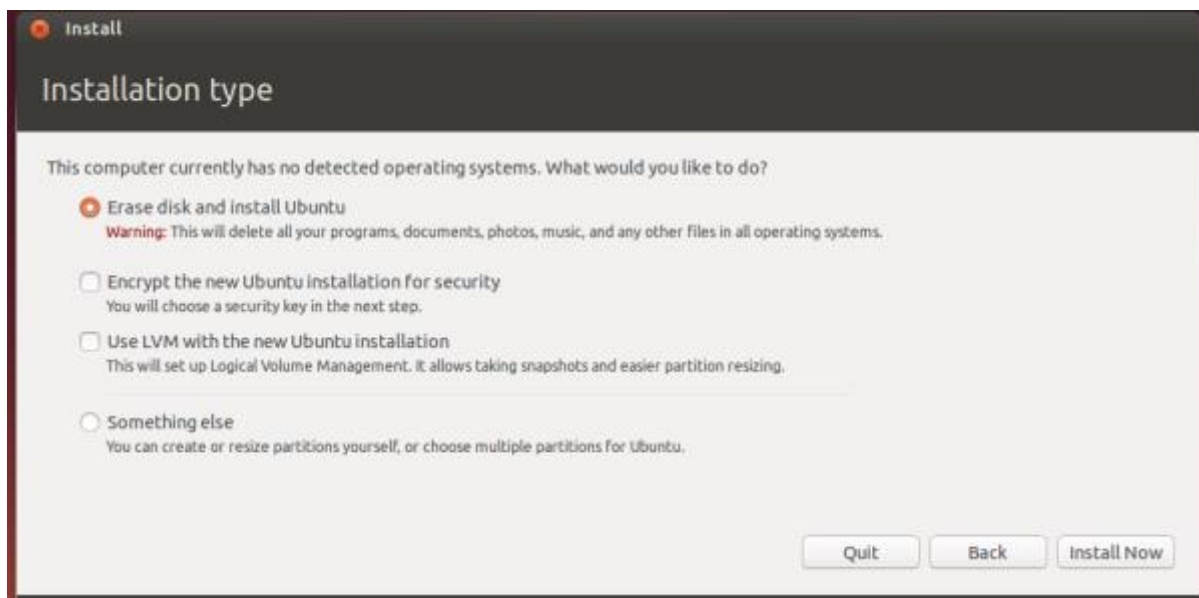 Install
Installation type
This computer currently has no detected operating systems. What would you like to do?
Erase disk and install Ubuntu
Warning: This will delete all your programs, documents, photos, music, and any other files in all operating systems.
Encrypt the new Ubuntu installation for security
You will choose a security key in the next step.
Use LVM with the new Ubuntu installation
This will set up Logical Volume Management. It allows taking snapshots and easier partition resizing.
Something else
You can create or resize partitions yourself, or choose multiple partitions for Ubuntu.
Quit Back Install Now